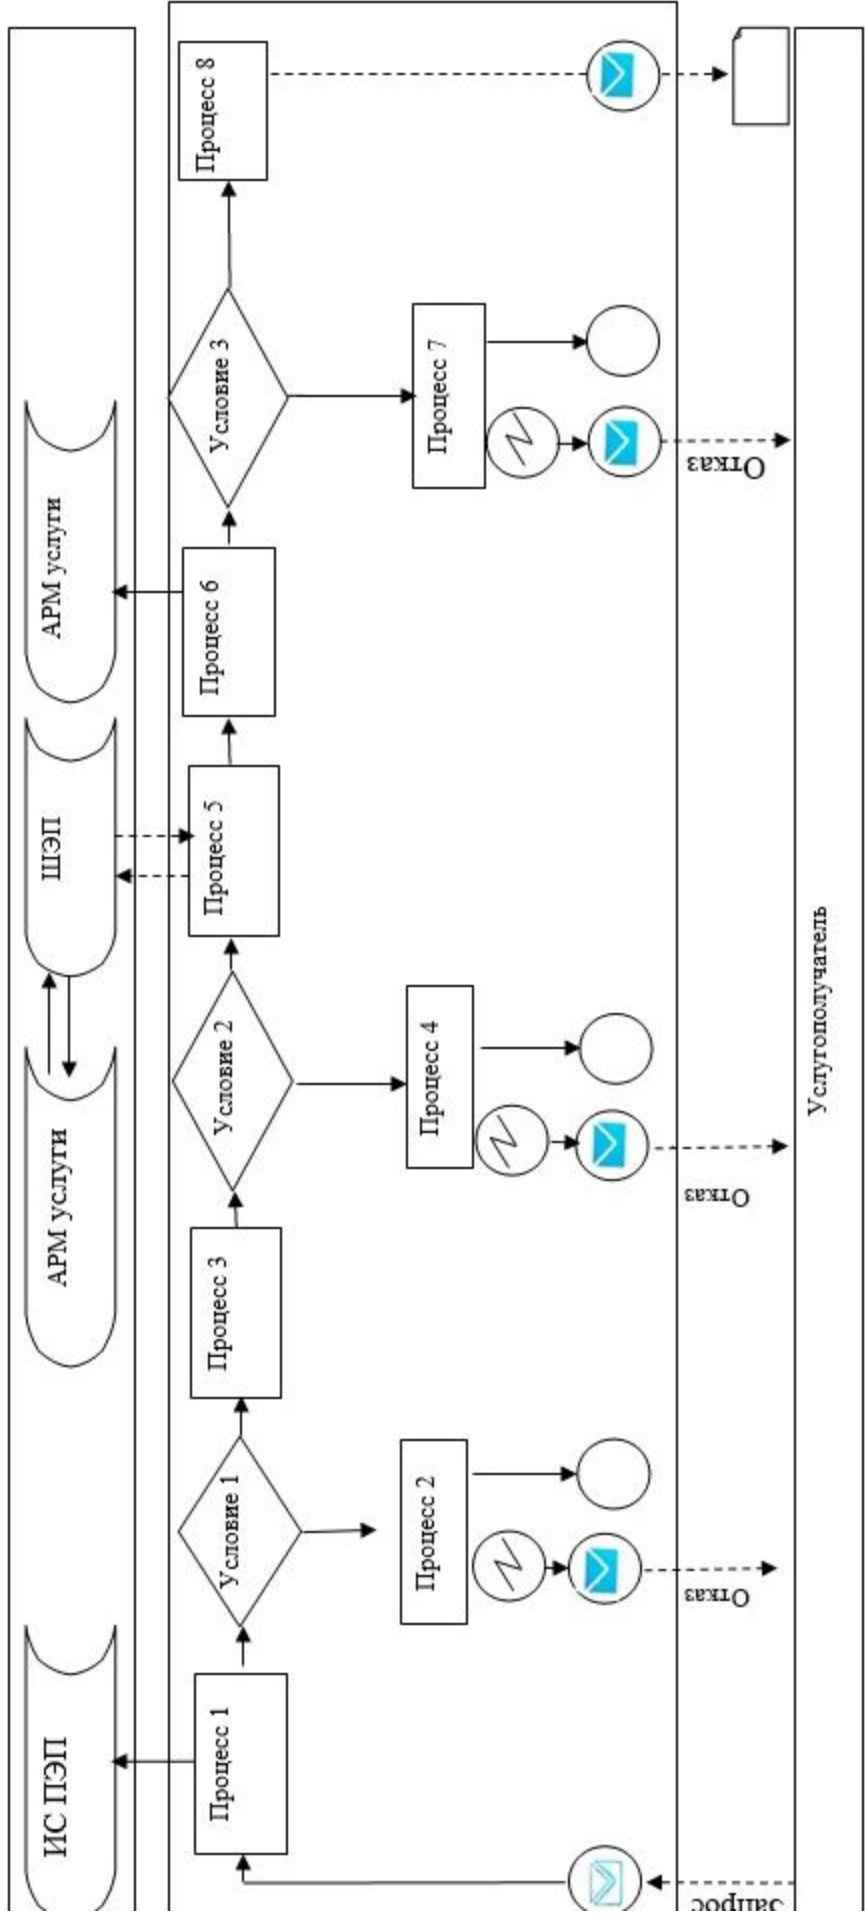 ИС ПЭП
АРМ услуги
ШЭП
АРМ услуги
Процесс 1
Условие 1
Процесс 3
Условие 2
Процесс 5
Процесс 6
Условие 3
Процесс 8
Процесс 2
Процесс 4
Процесс 7
Запрос
Отказ
Отказ
Отказ
Услугополучатель